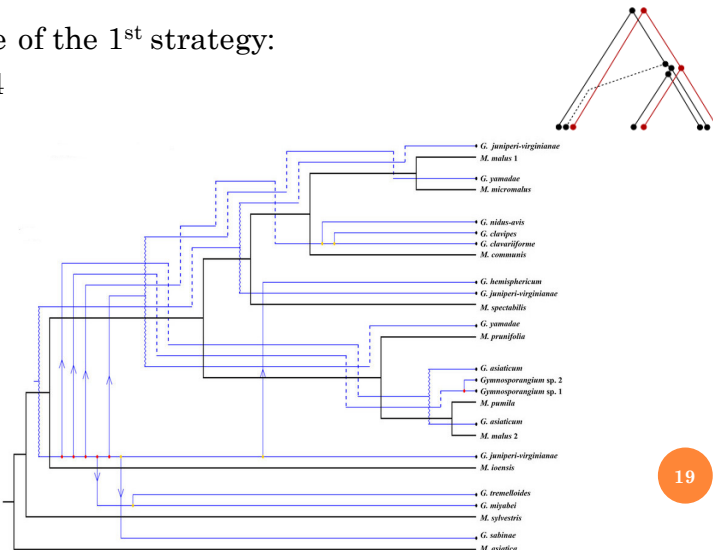 e of the 1st strategy:
4
G. juniperi-virginianae
M. malus 1
G. yamadae
M. micromalus
G. nidus-avis
G. clavipes
G. clavariiforme
M. communis
G. hemisphericum
G. juniperi-virginianae
M. spectabilis
G. yamadae
M. prunifolia
G. asiaticum
Gymnosporangium sp. 2
Gymnosporangium sp. 1
M. pumila
G. asiaticum
M. malus 2
G. juniperi-virginianae
M. ioensis
19
G. tremelloides
G. miyabei
M. sylvestris
G. sabinae
M. asiatica